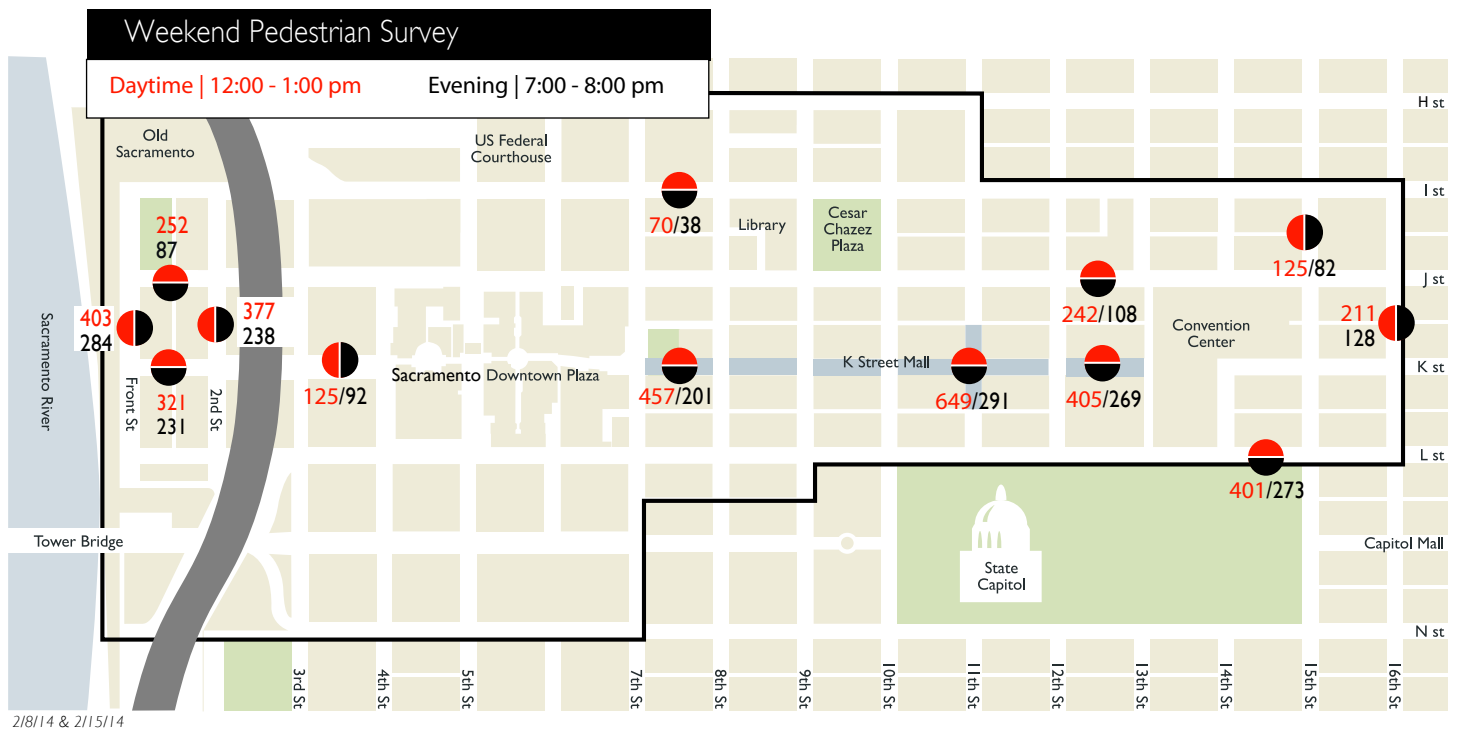 Weekend Pedestrian Survey
Daytime | 12:00 - 1:00 pm
Evening | 7:00 - 8:00 pm
H st
Old
Sacramento
US Federal
Courthouse
I st
252
87
70/38
Library
Cesar
Chazez
Plaza
125/82
J st
403
284
377
238
242/108
Convention
Center
211
128
Sacramento River
Front St
321
231
2nd St
125/92
Sacramento Downtown Plaza
457/201
K Street Mall
649/291
405/269
K st
L st
401/273
Tower Bridge
State
Capitol
Capitol Mall
N st
3rd St
4th St
5th St
7th St
8th St
9th St
10th St
11th St
12th St
13th St
14th St
15th St
16th St
2/8/14 & 2/15/14